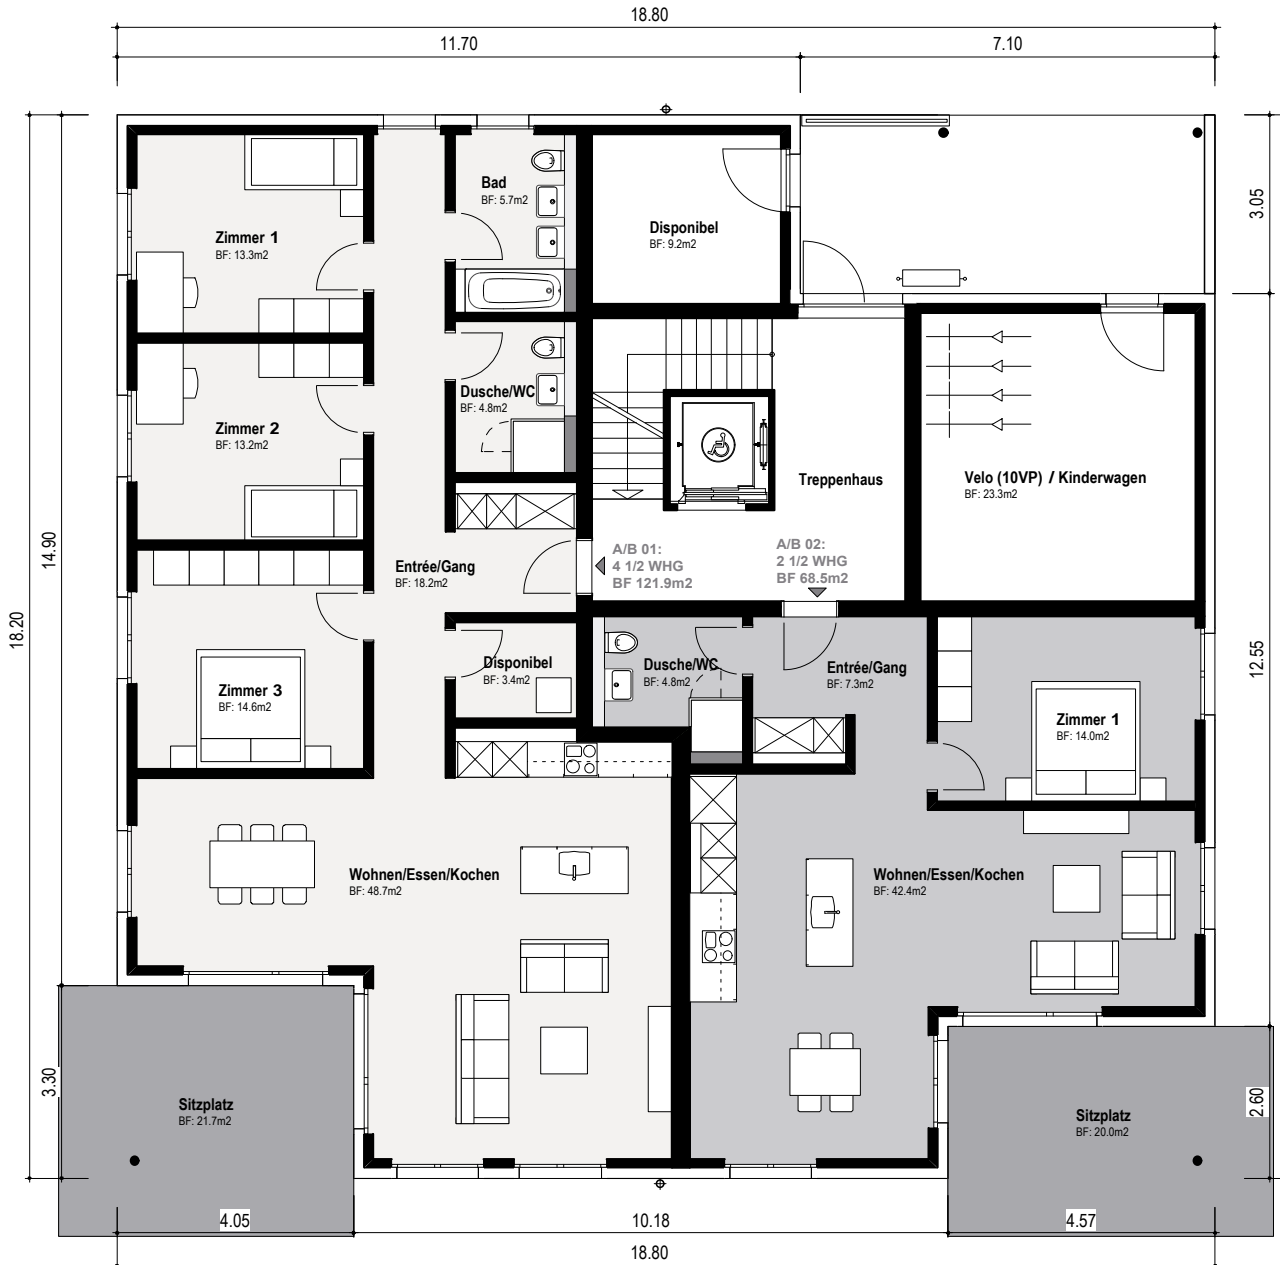 18.80
11.70
7.10
3.05
14.90
18.20
12.55
3.30
2.60
Bad
BF: 5.7m2
Zimmer 1
BF: 13.3m2
Disponibel
BF: 9.2m2
Dusche/WC
BF: 4.8m2
Zimmer 2
BF: 13.2m2
Treppenhaus
Velo (10VP) / Kinderwagen
BF: 23.3m2
A/B 01:
4 1/2 WHG
BF 121.9m2
A/B 02:
2 1/2 WHG
BF 68.5m2
Entrée/Gang
BF: 18.2m2
Disponibel
BF: 3.4m2
Dusche/WC
BF: 4.8m2
Entrée/Gang
BF: 7.3m2
Zimmer 3
BF: 14.6m2
Zimmer 1
BF: 14.0m2
Wohnen/Essen/Kochen
BF: 48.7m2
Wohnen/Essen/Kochen
BF: 42.4m2
Sitzplatz
BF: 21.7m2
Sitzplatz
BF: 20.0m2
4.05
10.18
4.57
18.80